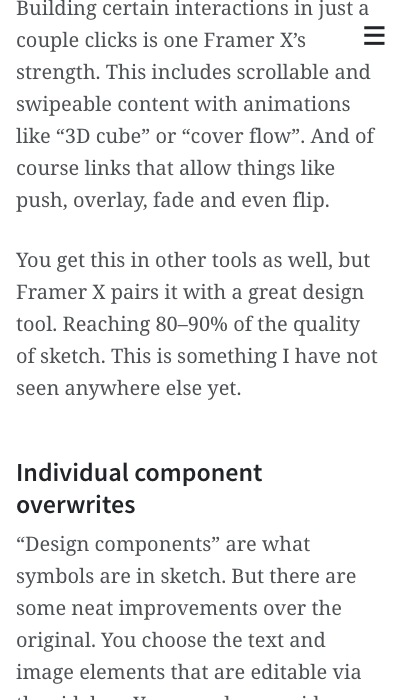 Building certain interactions in just a
couple clicks is one Framer X’s
strength. This includes scrollable and
swipeable content with animations
like “3D cube” or “cover flow”. And of
course links that allow things like
push, overlay, fade and even flip.
You get this in other tools as well, but
Framer X pairs it with a great design
tool. Reaching 80–90% of the quality
of sketch. This is something I have not
seen anywhere else yet.
Individual component
overwrites
“Design components” are what
symbols are in sketch. But there are
some neat improvements over the
original. You choose the text and
image elements that are editable via